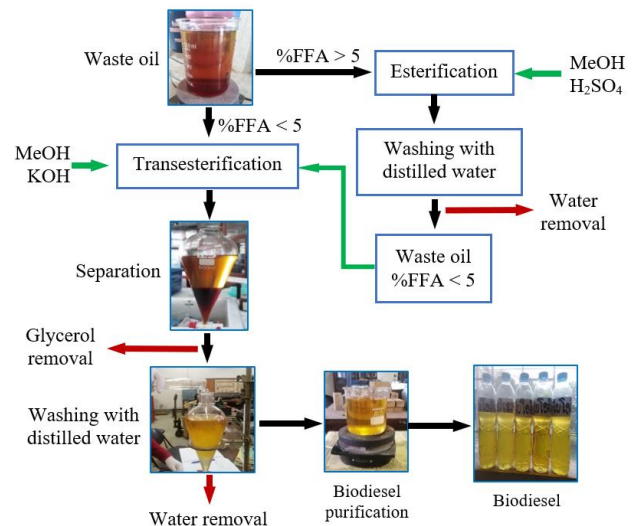 Waste oil
%FFA > 5
Esterification
MeOH
H₂SO₄
%FFA < 5
MeOH
KOH
Transesterification
Washing with
distilled water
Water
removal
Waste oil
%FFA < 5
Separation
Glycerol
removal
Washing with
distilled water
Water removal
Biodiesel
purification
Biodiesel